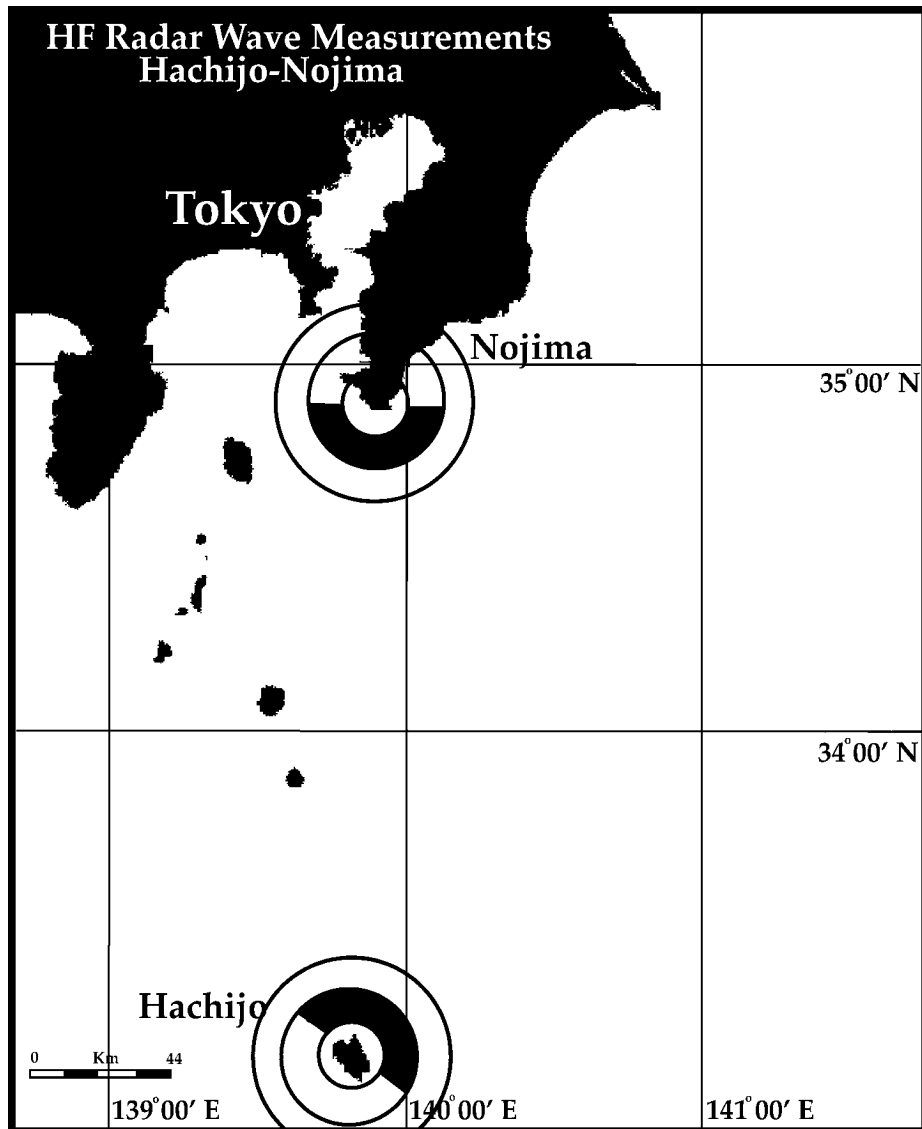 HF Radar Wave Measurements
Hachijo-Nojima
Tokyo
Nojima
35°00' N
34°00' N
Hachijo
0 Km 44
139°00' E 140°00' E 141°00' E